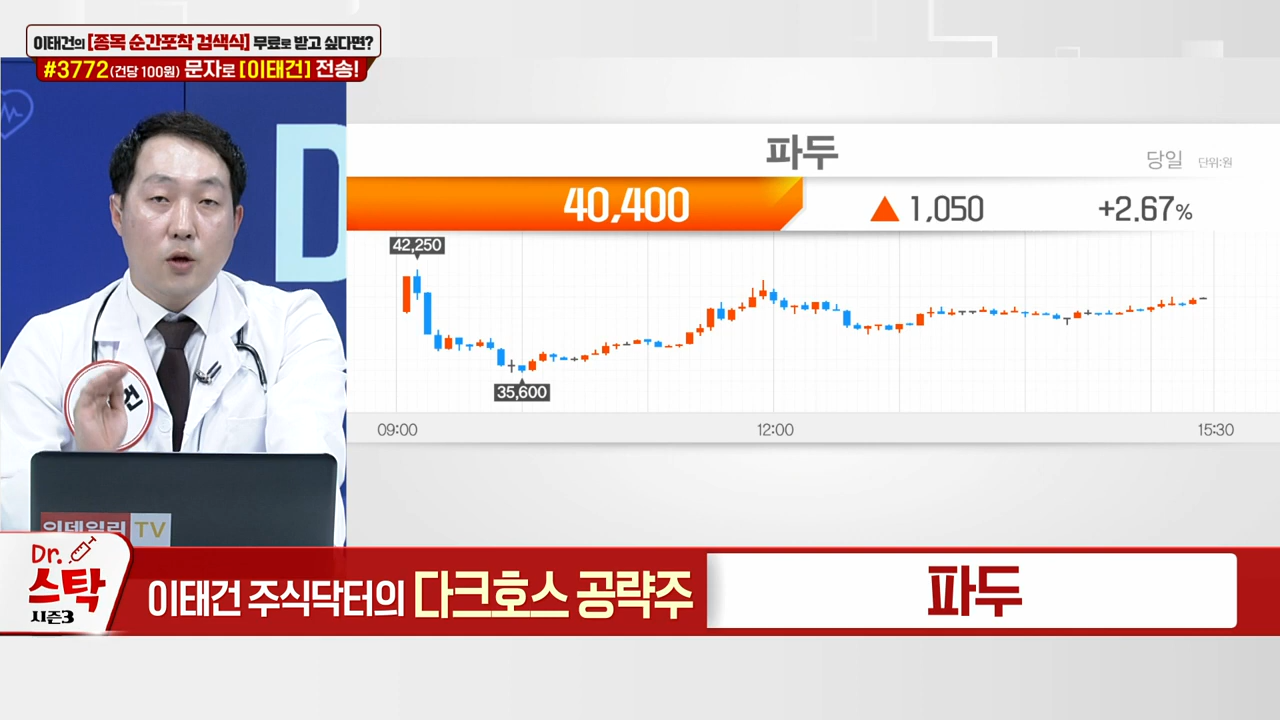 이태건의 [종목 순간포착 검색식] 무료로 받고 싶다면?
#3772(건당 100원) 문자로 [이태건] 전송!
D
파두
당일 단위:원
40,400 ▲ 1,050 +2.67%
42,250
35,600
09:00 12:00 15:30
건
이데일리 TV
Dr.
스탁
시즌3
이태건 주식닥터의 다크호스 공략주
파두